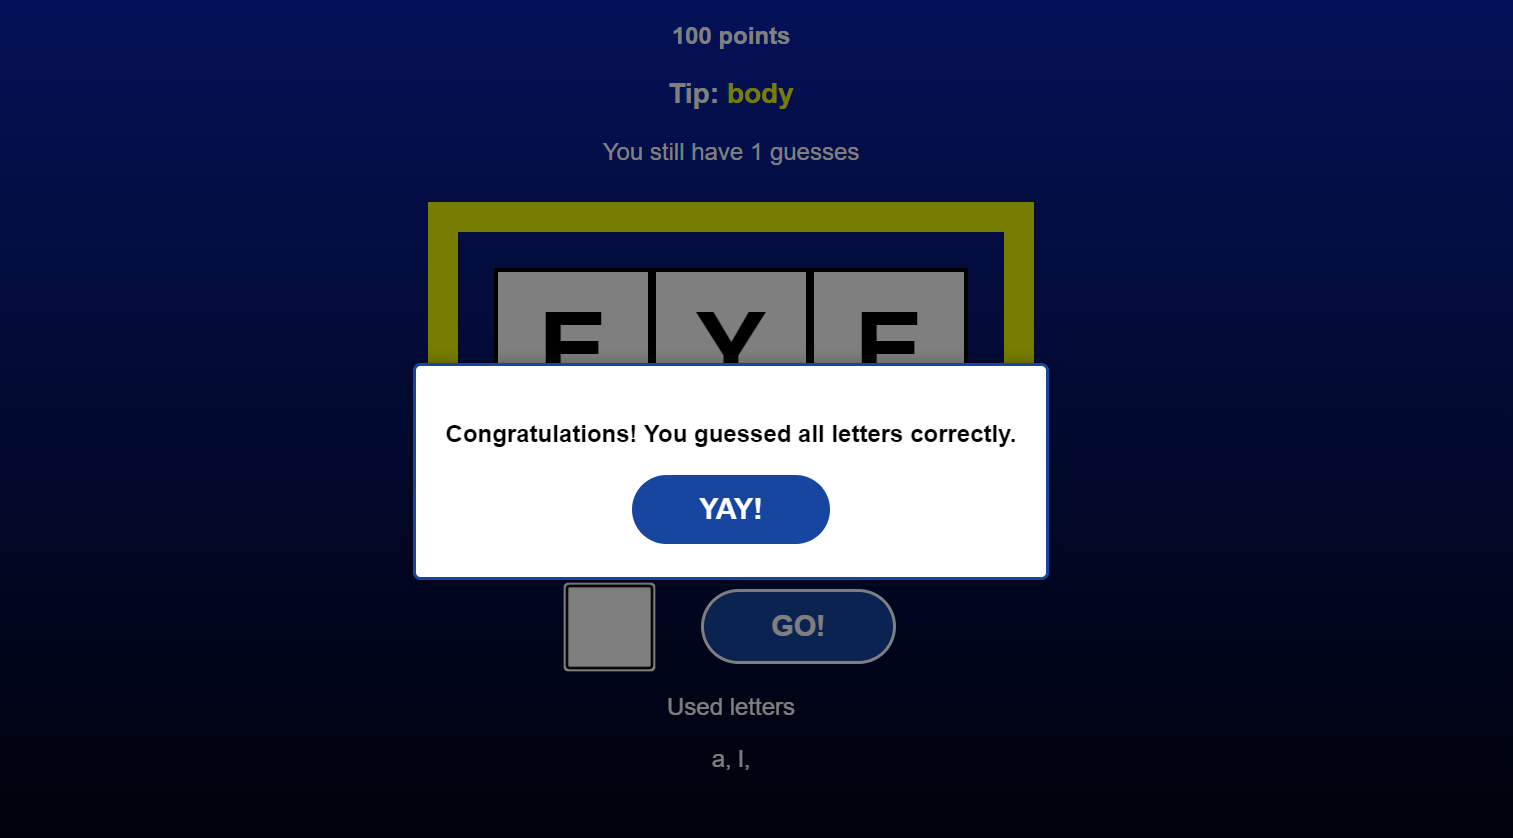 100 points
Tip: body
You still have 1 guesses
E Y E
Congratulations! You guessed all letters correctly.
YAY!
GO!
Used letters
a, l,